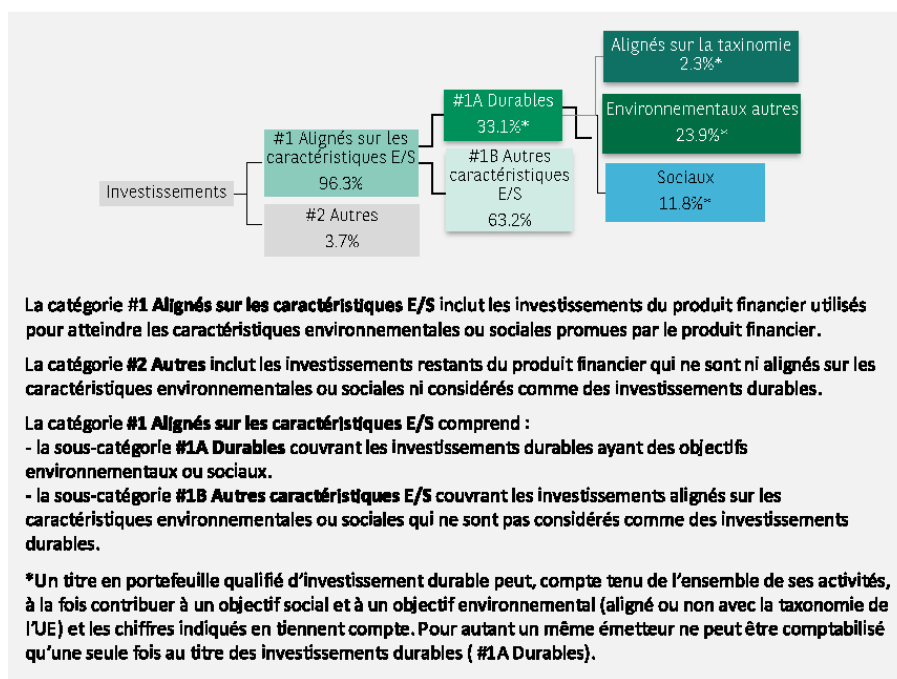 Investissements
#1 Alignés sur les
caractéristiques E/S
96.3%
#2 Autres
3.7%
#1A Durables
33.1%*
#1B Autres
caractéristiques
E/S
63.2%
Alignés sur la taxinomie
2.3%*
Environnementaux autres
23.9%*
Sociaux
11.8%*
La catégorie #1 Alignés sur les caractéristiques E/S inclut les investissements du produit financier utilisés
pour atteindre les caractéristiques environnementales ou sociales promues par le produit financier.
La catégorie #2 Autres inclut les investissements restants du produit financier qui ne sont ni alignés sur les
caractéristiques environnementales ou sociales ni considérés comme des investissements durables.
La catégorie #1 Alignés sur les caractéristiques E/S comprend :
- la sous-catégorie #1A Durables couvrant les investissements durables ayant des objectifs
environnementaux ou sociaux.
- la sous-catégorie #1B Autres caractéristiques E/S couvrant les investissements alignés sur les
caractéristiques environnementales ou sociales qui ne sont pas considérés comme des investissements
durables.
*Un titre en portefeuille qualifié d'investissement durable peut, compte tenu de l'ensemble de ses activités,
à la fois contribuer à un objectif social et à un objectif environnemental (aligné ou non avec la taxonomie de
l'UE) et les chiffres indiqués en tiennent compte. Pour autant un même émetteur ne peut être comptabilisé
qu'une seule fois au titre des investissements durables ( #1A Durables).